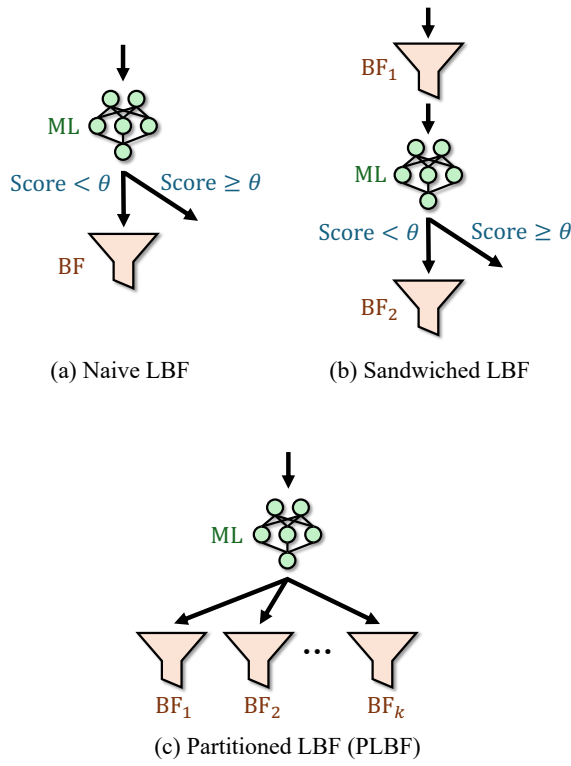 ML
Score < θ
Score ≥ θ
BF
(a) Naive LBF
BF₁
ML
Score < θ
Score ≥ θ
BF₂
(b) Sandwiched LBF
ML
...
BF₁
BF₂
BFₖ
(c) Partitioned LBF (PLBF)